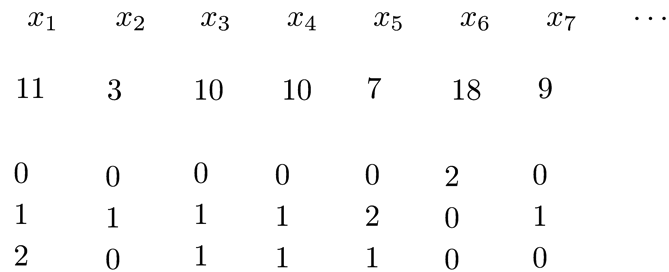 x₁ x₂ x₃ x₄ x₅ x₆ x₇ ⋯
11 3 10 10 7 18 9
0 0 0 0 0 2 0
1 1 1 1 2 0 1
2 0 1 1 1 0 0